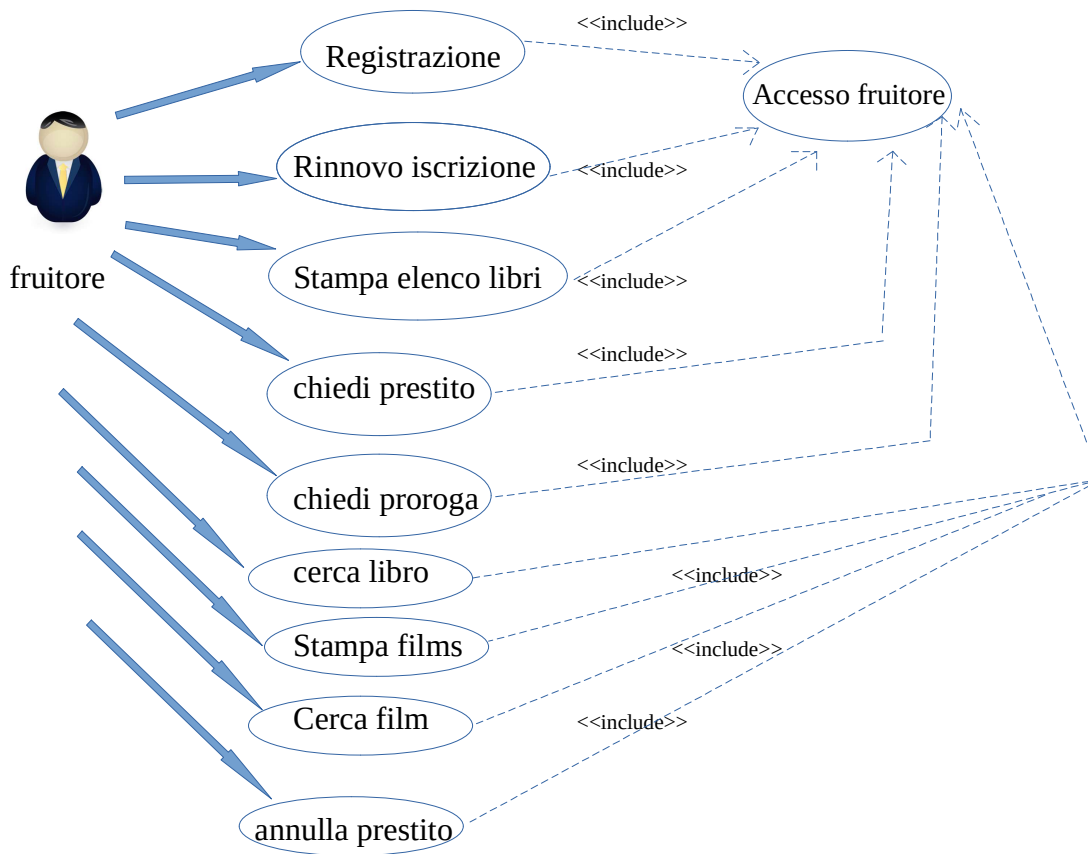 <<include>>
Registrazione
Accesso fruitore
Rinnovo iscrizione
<<include>>
fruitore
Stampa elenco libri
<<include>>
<<include>>
chiedi prestito
<<include>>
chiedi proroga
cerca libro
<<include>>
Stampa films
<<include>>
Cerca film
<<include>>
annulla prestito